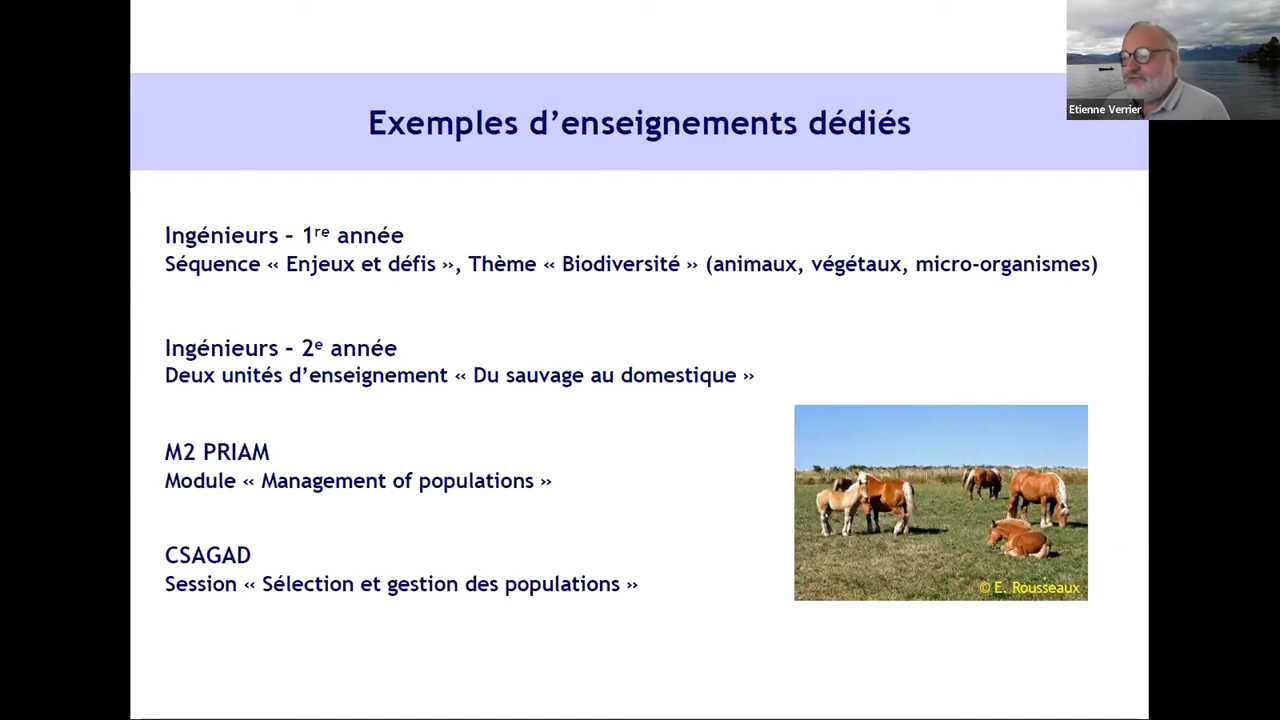 Etienne Verrier
Exemples d’enseignements dédiés
Ingénieurs – 1re année
Séquence « Enjeux et défis », Thème « Biodiversité » (animaux, végétaux, micro-organismes)
Ingénieurs – 2e année
Deux unités d’enseignement « Du sauvage au domestique »
M2 PRIAM
Module « Management of populations »
CSAGAD
Session « Sélection et gestion des populations »
© E. Rousseaux